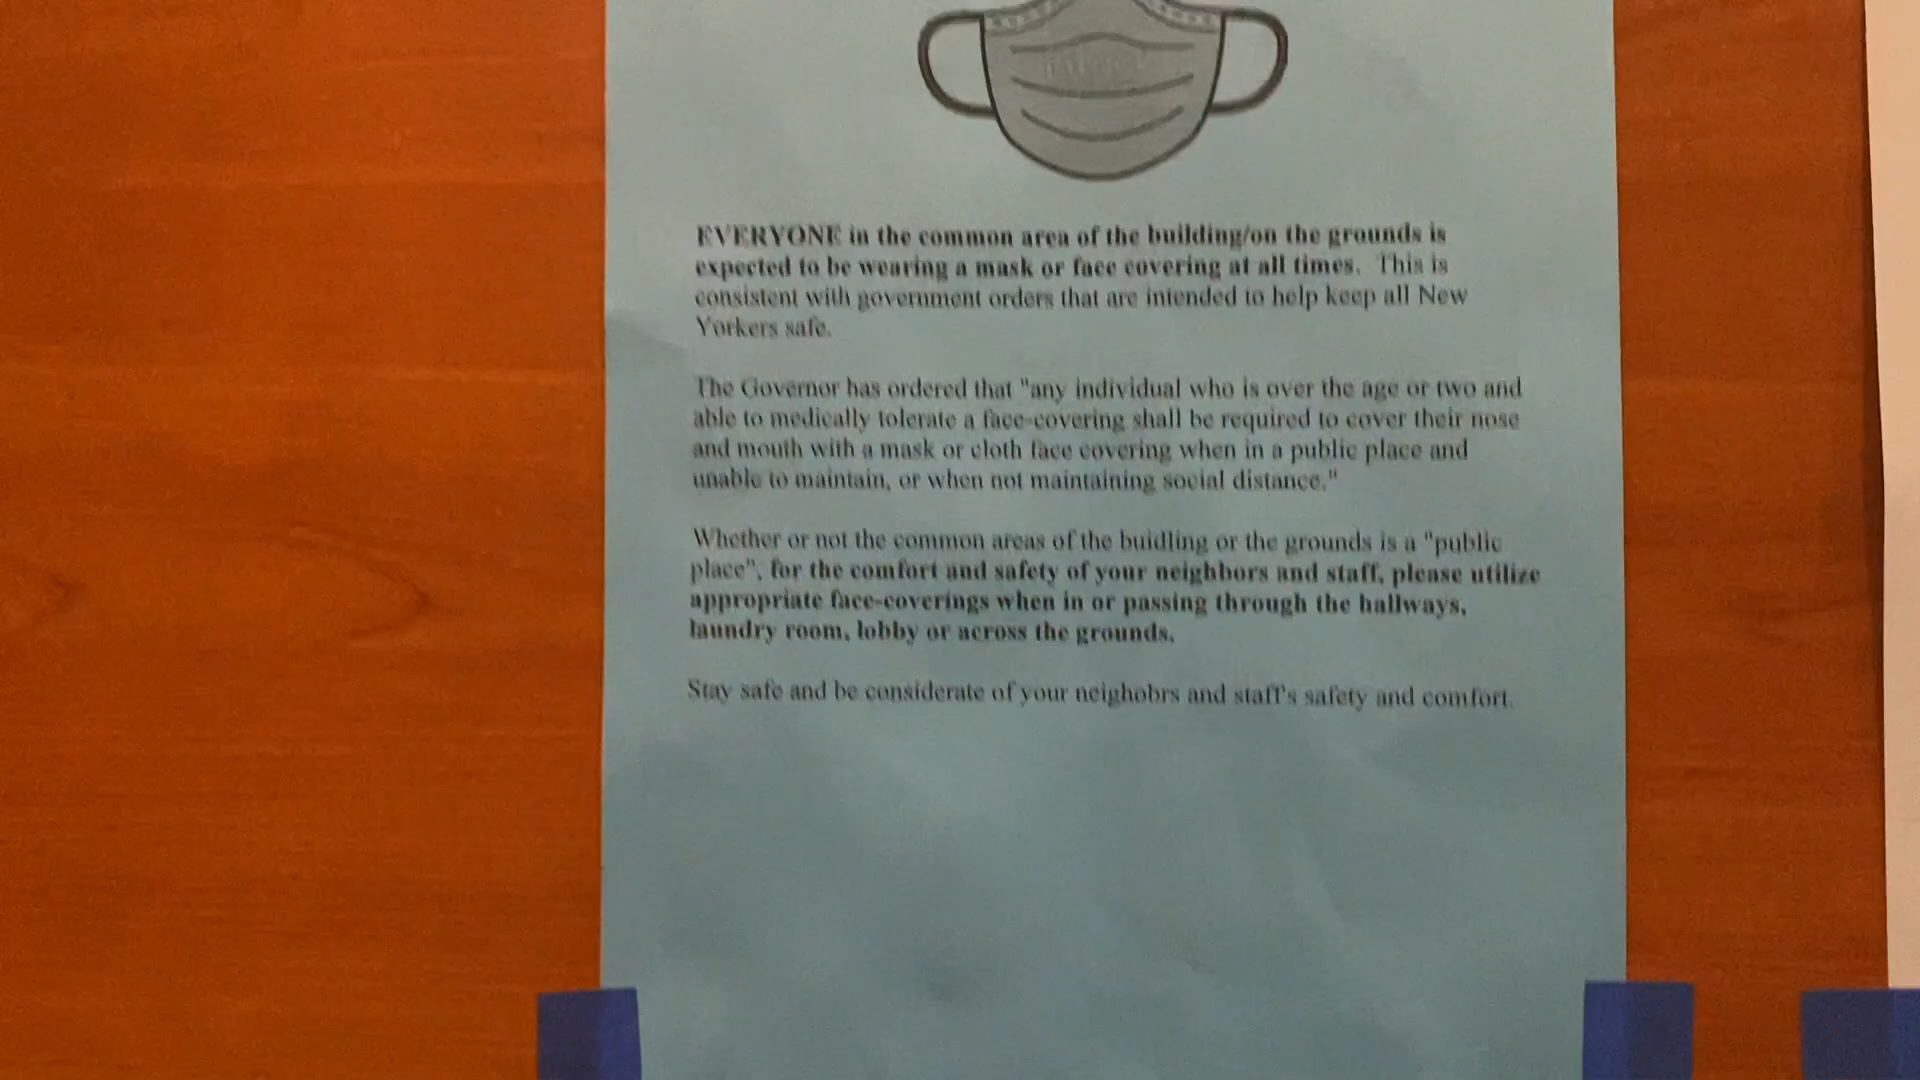 EVERYONE in the common area of the building/on the grounds is
expected to be wearing a mask or face covering at all times. This is
consistent with government orders that are intended to help keep all New
Yorkers safe.
The Governor has ordered that "any individual who is over the age or two and
able to medically tolerate a face-covering shall be required to cover their nose
and mouth with a mask or cloth face covering when in a public place and
unable to maintain, or when not maintaining social distance."
Whether or not the common areas of the buidling or the grounds is a "public
place", for the comfort and safety of your neighbors and staff, please utilize
appropriate face-coverings when in or passing through the hallways,
laundry room, lobby or across the grounds.
Stay safe and be considerate of your neighobrs and staff's safety and comfort.